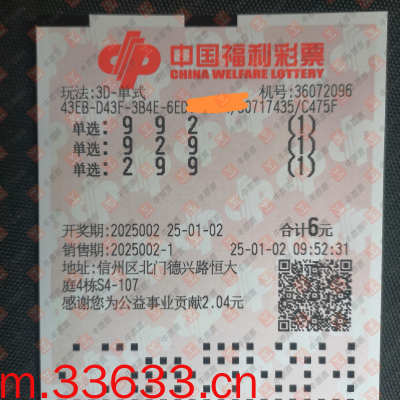 中国福利彩票
CHINA WELFARE LOTTERY
玩法:3D-单式 机号:36072096
43EB-D43F-3B4E-6ED 60717435/C475F
单选: 9 9 2 (1)
单选: 9 2 9 (1)
单选: 2 9 9 (1)
开奖期:2025002 25-01-02 合计6元
销售期:2025002-1 25-01-02 09:52:31
地址:信州区北门德兴路恒大
庭4栋S4-107
感谢您为公益事业贡献2.04元
m.33633.cn